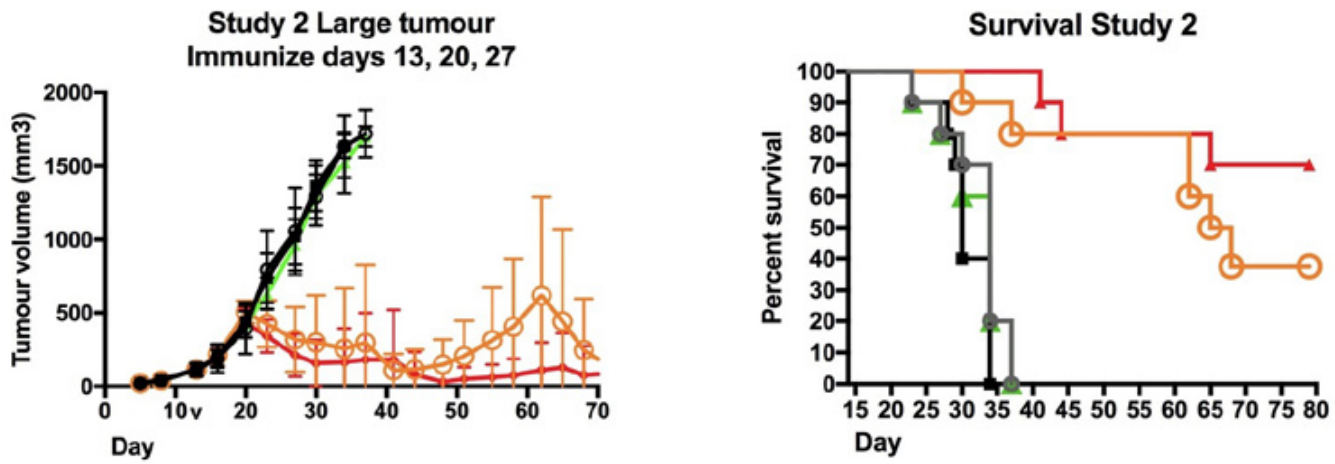 Study 2 Large tumour
Immunize days 13, 20, 27
Tumour volume (mm3)
2000
1500
1000
500
0
0 10 v 20 30 40 50 60 70
Day
Survival Study 2
Percent survival
100
90
80
70
60
50
40
30
20
10
0
15 20 25 30 35 40 45 50 55 60 65 70 75 80
Day